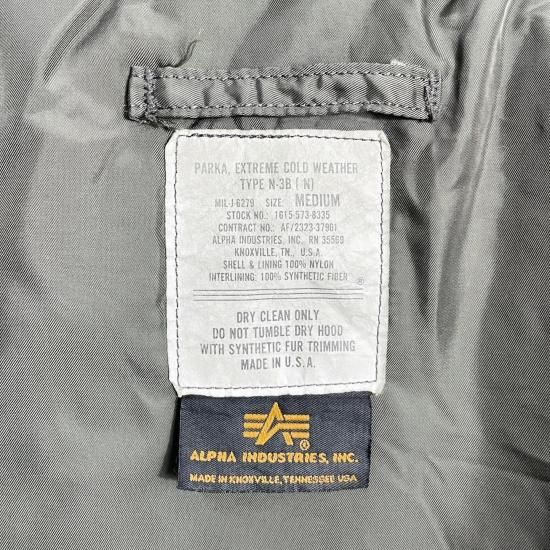 PARKA, EXTREME COLD WEATHER
TYPE N-3B (N)
MIL-J-6279 SIZE: MEDIUM
STOCK NO.: 1615-573-8335
CONTRACT NO.: AF/2323-37901
ALPHA INDUSTRIES, INC. RN 35560
KNOXVILLE, TN., U.S.A.
SHELL & LINING 100% NYLON
INTERLINING: 100% SYNTHETIC FIBER
®
DRY CLEAN ONLY
DO NOT TUMBLE DRY HOOD
WITH SYNTHETIC FUR TRIMMING
MADE IN U.S.A.
®
ALPHA INDUSTRIES, INC.
MADE IN KNOXVILLE, TENNESSEE USA